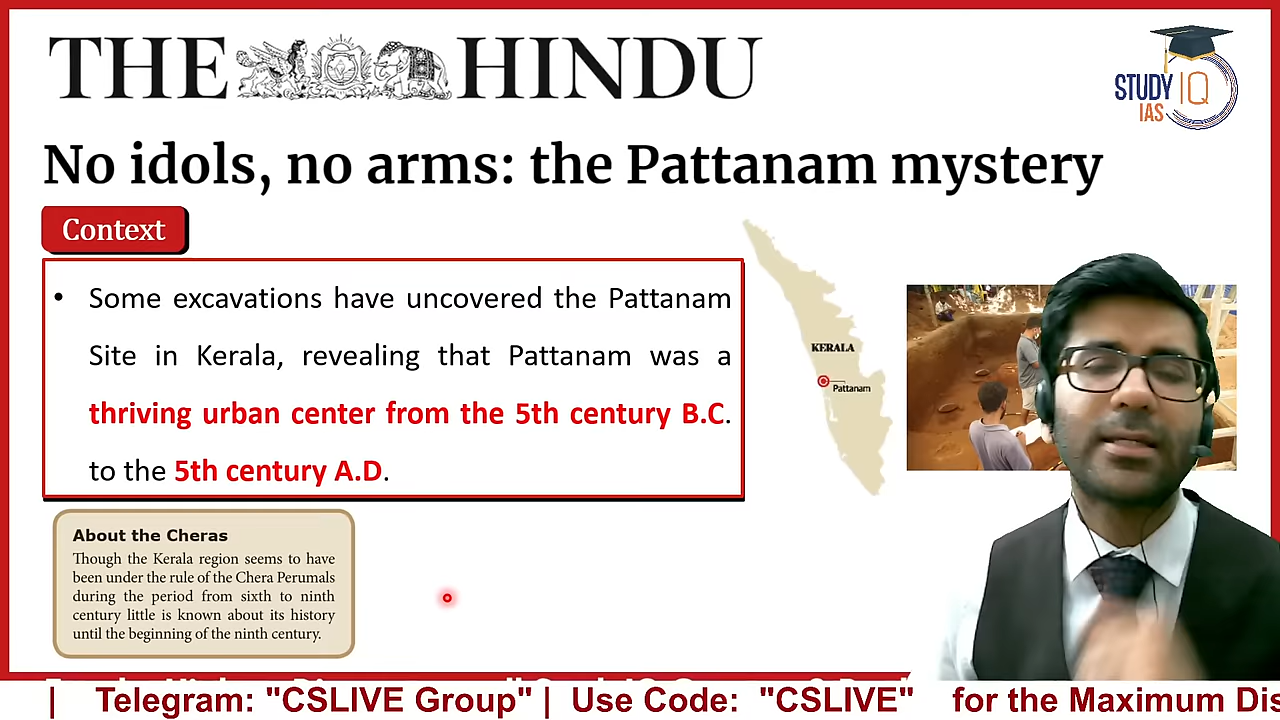 THE HINDU
STUDY IQ
IAS
No idols, no arms: the Pattanam mystery
Context
• Some excavations have uncovered the Pattanam
Site in Kerala, revealing that Pattanam was a
thriving urban center from the 5th century B.C.
to the 5th century A.D.
KERALA
Pattanam
About the Cheras
Though the Kerala region seems to have
been under the rule of the Chera Perumals
during the period from sixth to ninth
century little is known about its history
until the beginning of the ninth century.
| Telegram: "CSLIVE Group" | Use Code: "CSLIVE" for the Maximum Dis